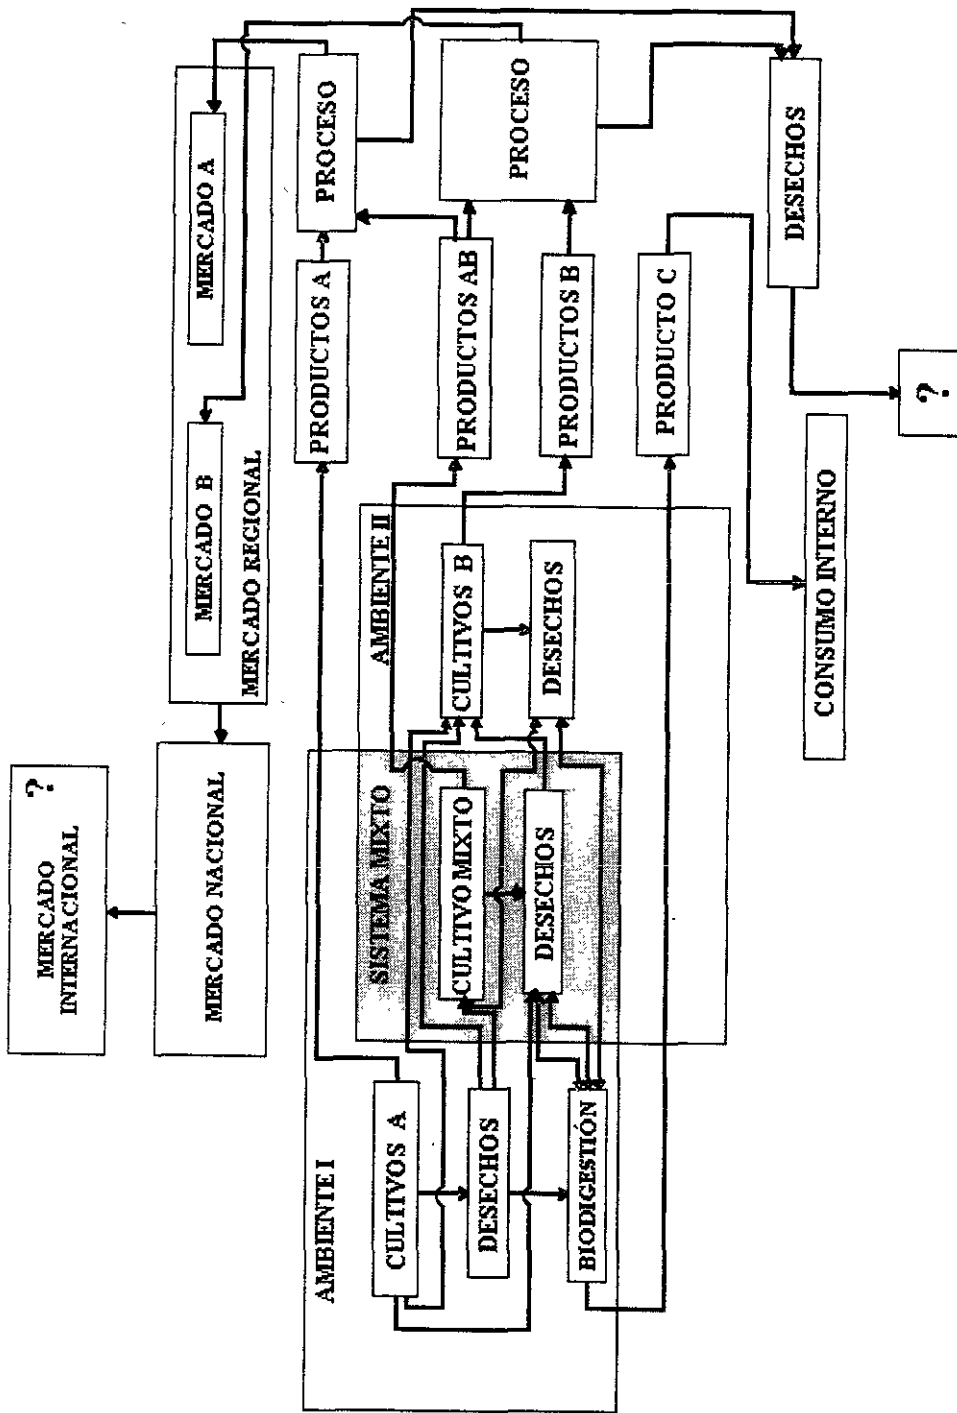 MERCADO
INTERNACIONAL
?
MERCADO NACIONAL
MERCADO B
MERCADO A
MERCADO REGIONAL
AMBIENTE I
SISTEMA MIXTO
AMBIENTE II
CULTIVOS A
DESECHOS
BIODIGESTIÓN
CULTIVO MIXTO
DESECHOS
CULTIVOS B
DESECHOS
PRODUCTOS A
PRODUCTOS AB
PRODUCTOS B
PRODUCTO C
PROCESO
PROCESO
DESECHOS
CONSUMO INTERNO
?